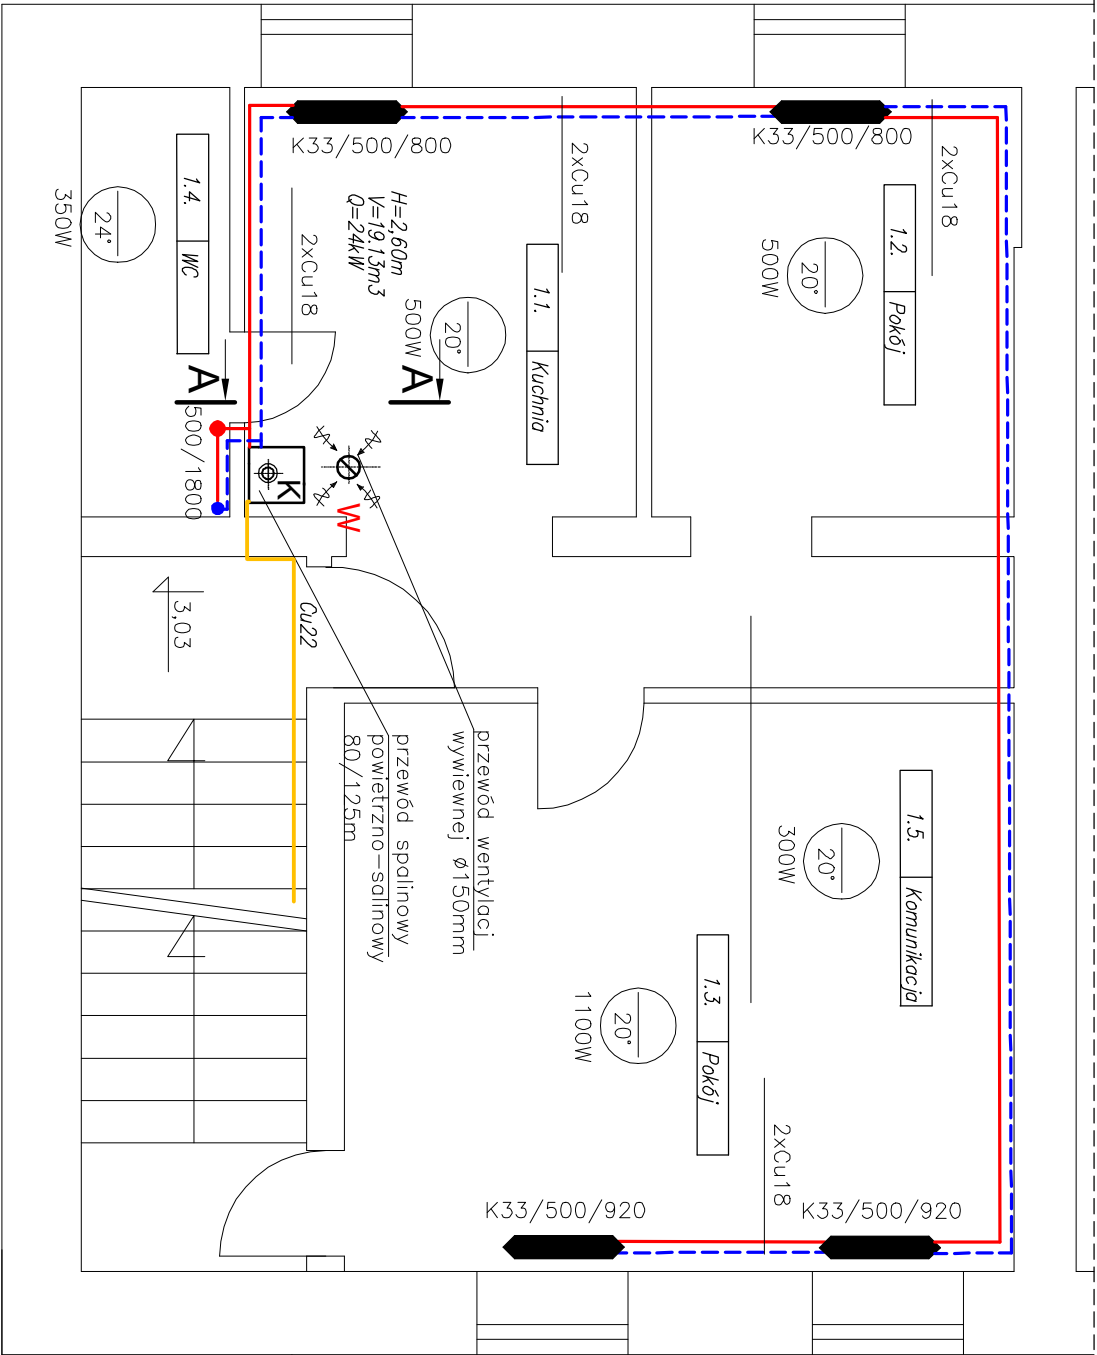 K33/500/800
K33/500/800
2xCu18
2xCu18
1.4. WC
24°
350W
H=2,60m
V=19.13m3
Q=24kW
2xCu18
1.1. Kuchnia
20°
500W
1.2. Pokój
20°
500W
A
A
500/1800
K
W
Cu22
3,03
przewód wentylacj
wywiewnej ø150mm
przewód spalinowy
powietrzno-salinowy
80/125m
1.5. Komunikacja
20°
300W
1.3. Pokój
20°
1100W
2xCu18
K33/500/920
K33/500/920